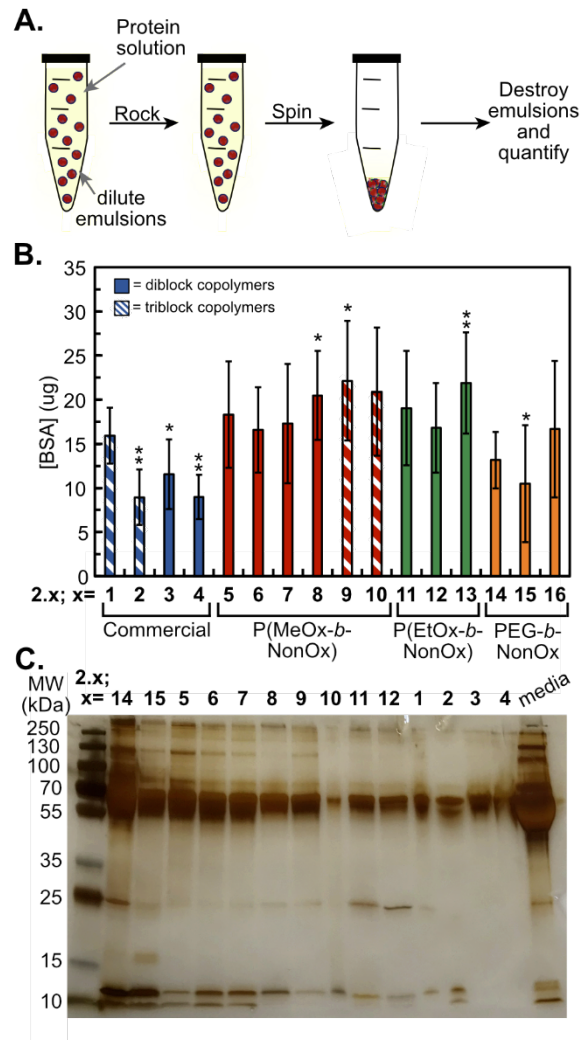 A.
Protein
solution
dilute
emulsions
Rock
Spin
Destroy
emulsions
and
quantify
B.
35
30
25
20
15
10
5
0
[BSA] (ug)
= diblock copolymers
= triblock copolymers
**
*
**
*
*
**
*
2.x; x= 1 2 3 4 5 6 7 8 9 10 11 12 13 14 15 16
Commercial
P(MeOx-b-
NonOx)
P(EtOx-b-
NonOx)
PEG-b-
NonOx
C.
MW
(kDa)
2.x;
x= 14 15 5 6 7 8 9 10 11 12 1 2 3 4 media
250
130
100
70
55
35
25
15
10